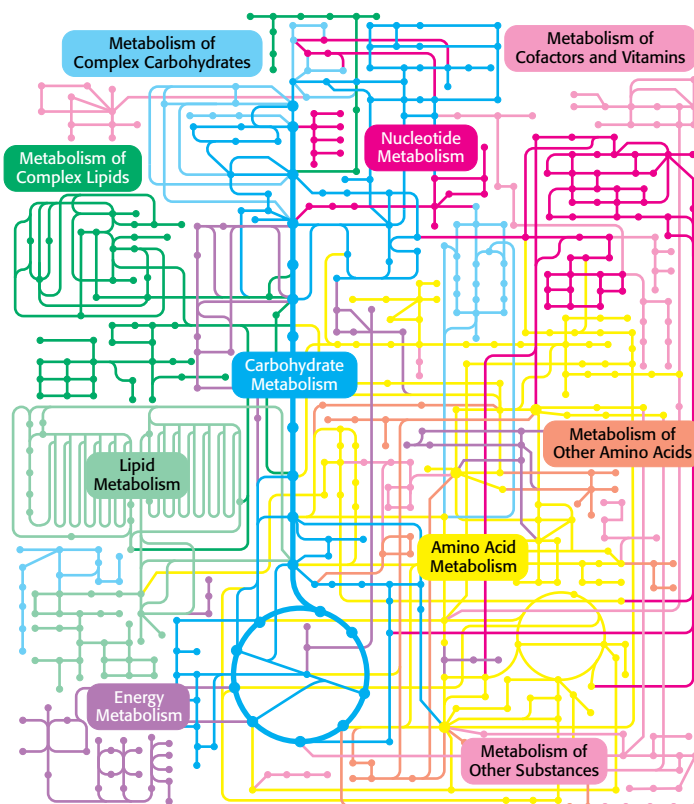 Metabolism of
Complex Carbohydrates
Metabolism of
Cofactors and Vitamins
Nucleotide
Metabolism
Metabolism of
Complex Lipids
Carbohydrate
Metabolism
Metabolism of
Other Amino Acids
Lipid
Metabolism
Amino Acid
Metabolism
Energy
Metabolism
Metabolism of
Other Substances